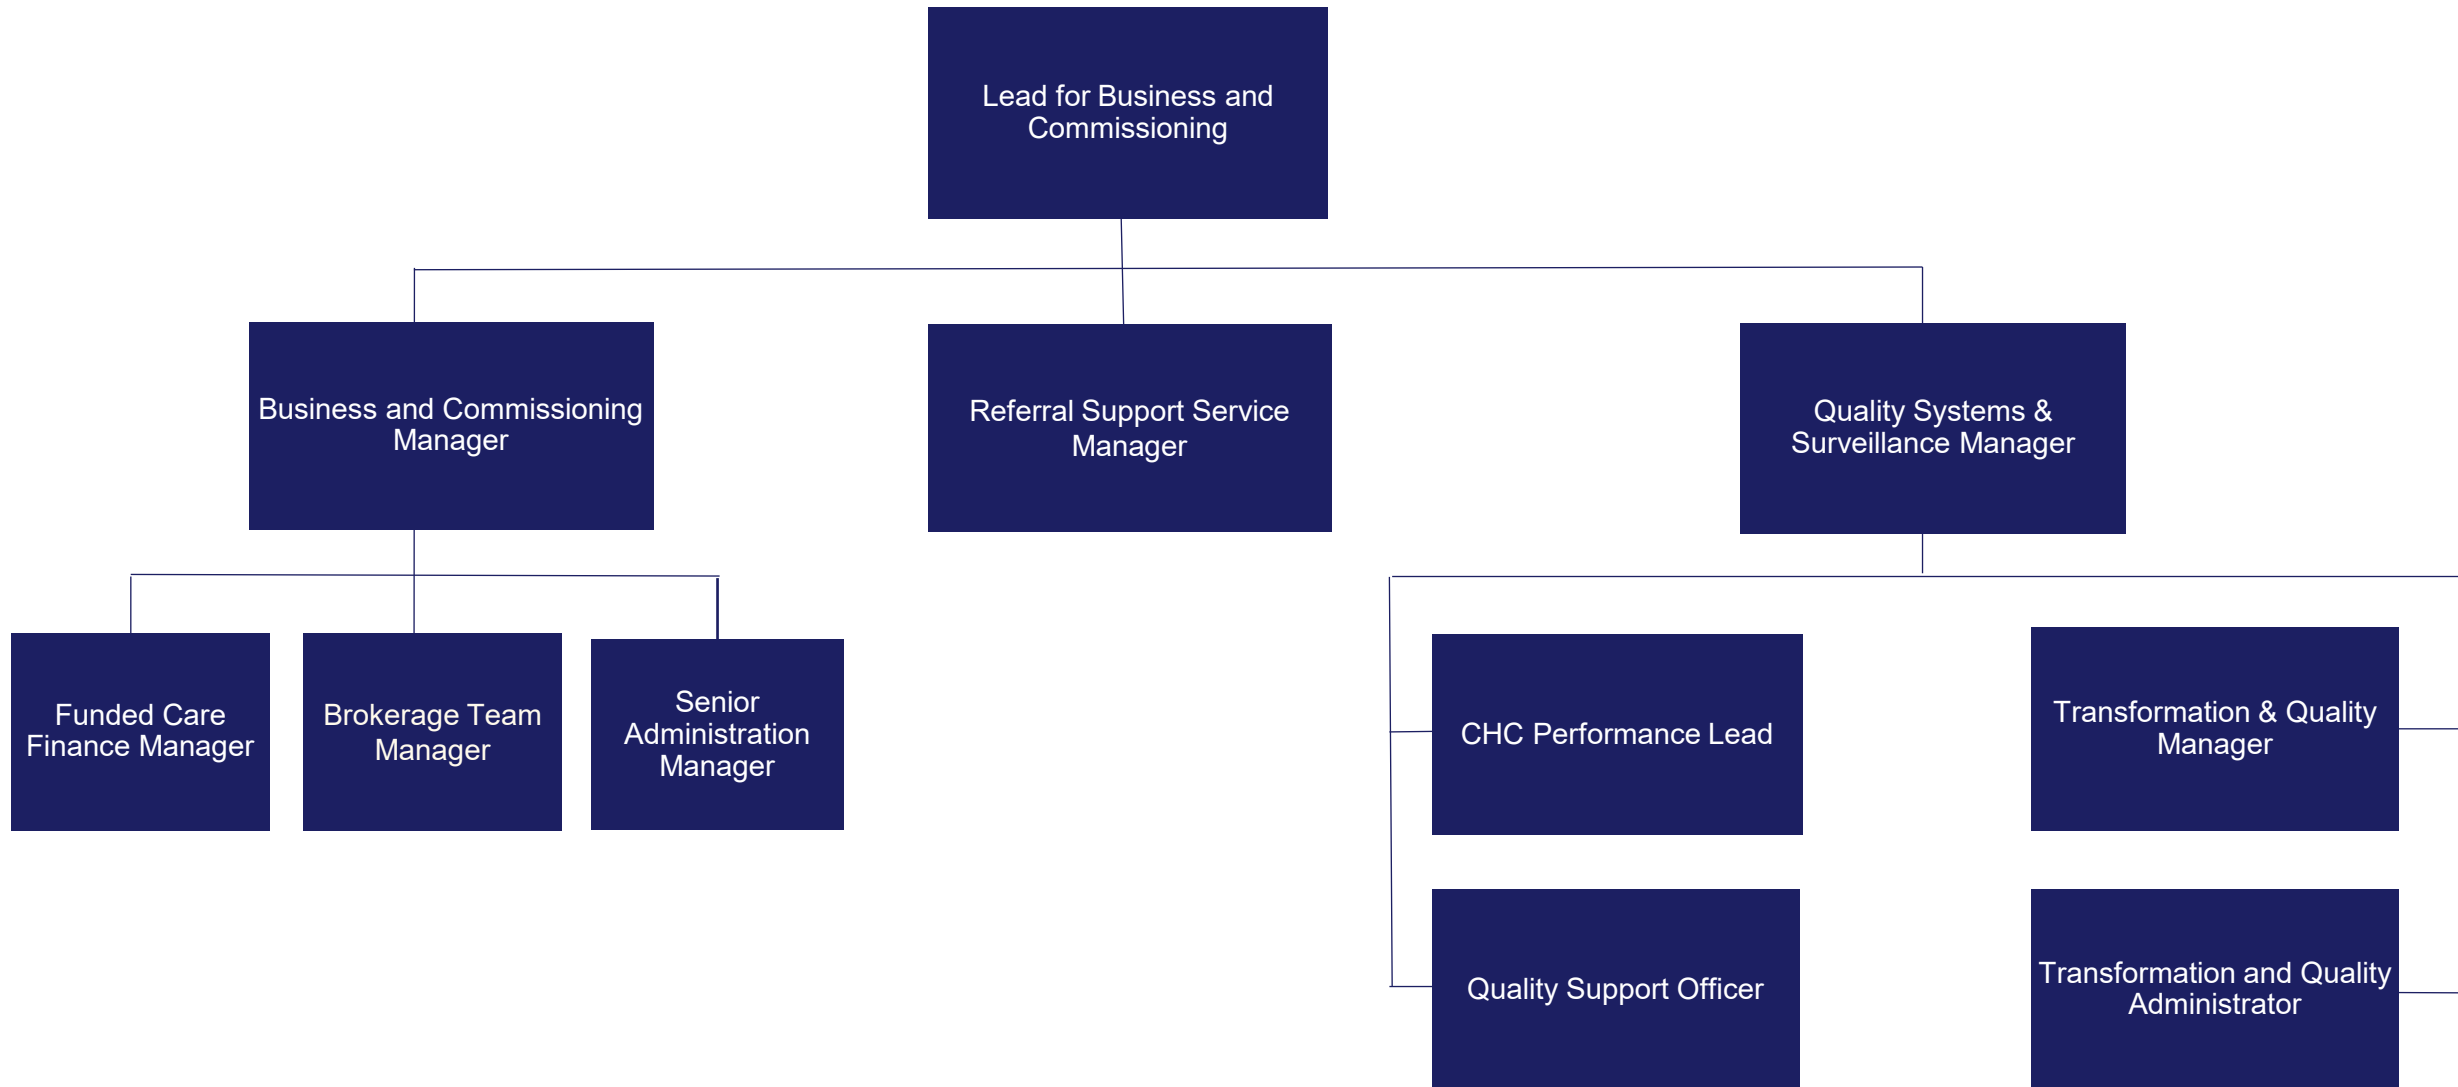 Lead for Business and
Commissioning
Business and Commissioning
Manager
Referral Support Service
Manager
Quality Systems &
Surveillance Manager
Funded Care
Finance Manager
Brokerage Team
Manager
Senior
Administration
Manager
CHC Performance Lead
Transformation & Quality
Manager
Quality Support Officer
Transformation and Quality
Administrator